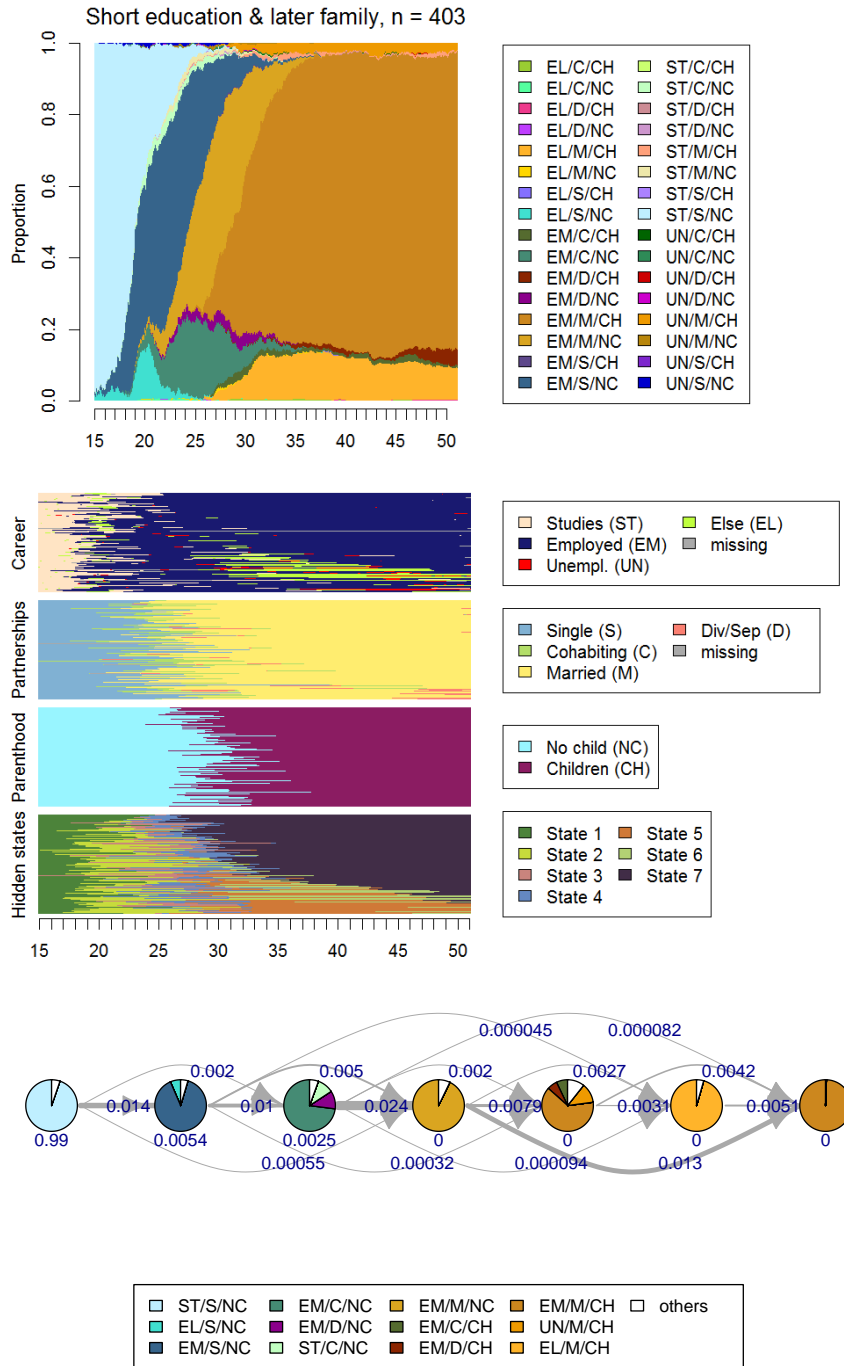 Short education & later family, n = 403
Proportion
1.0
0.8
0.6
0.4
0.2
0.0
15 20 25 30 35 40 45 50
EL/C/CH ST/C/CH
EL/C/NC ST/C/NC
EL/D/CH ST/D/CH
EL/D/NC ST/D/NC
EL/M/CH ST/M/CH
EL/M/NC ST/M/NC
EL/S/CH ST/S/CH
EL/S/NC ST/S/NC
EM/C/CH UN/C/CH
EM/C/NC UN/C/NC
EM/D/CH UN/D/CH
EM/D/NC UN/D/NC
EM/M/CH UN/M/CH
EM/M/NC UN/M/NC
EM/S/CH UN/S/CH
EM/S/NC UN/S/NC
Career
Studies (ST) Else (EL)
Employed (EM) missing
Unempl. (UN)
Partnerships
Single (S) Div/Sep (D)
Cohabiting (C) missing
Married (M)
Parenthood
No child (NC)
Children (CH)
Hidden states
State 1 State 5
State 2 State 6
State 3 State 7
State 4
15 20 25 30 35 40 45 50
0.000045 0.000082
0.002 0.005 0.002 0.0027 0.0042
0.014 0.01 0.024 0.0079 0.0031 0.0051
0.99 0.0054 0.0025 0 0 0 0
0.00055 0.00032 0.000094 0.013
ST/S/NC EM/C/NC EM/M/NC EM/M/CH others
EL/S/NC EM/D/NC EM/C/CH UN/M/CH
EM/S/NC ST/C/NC EM/D/CH EL/M/CH